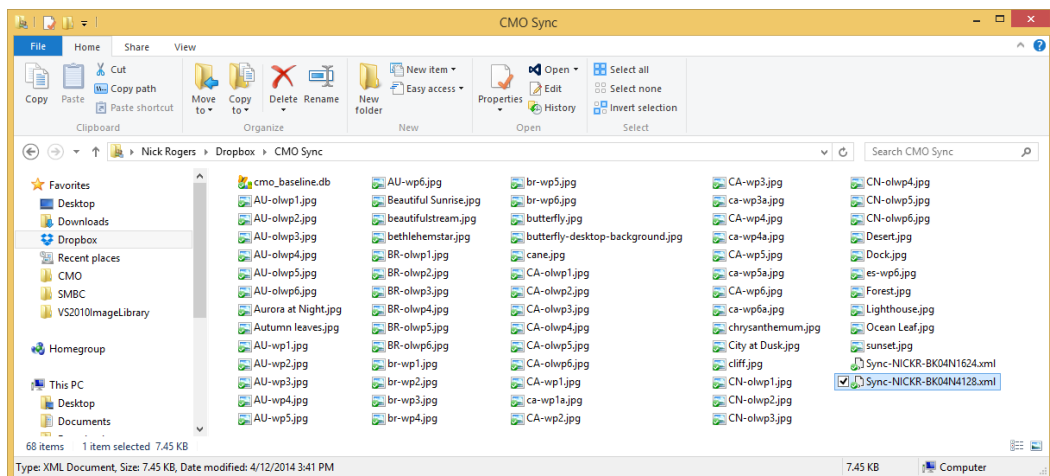 CMO Sync
File Home Share View
Copy
Paste
Cut
Copy path
Paste shortcut
Clipboard
Move to
Copy to
Delete
Rename
Organize
New folder
New item
Easy access
New
Properties
Open
Edit
History
Open
Select all
Select none
Invert selection
Select
Nick Rogers Dropbox CMO Sync
Search CMO Sync
Favorites
Desktop
Downloads
Dropbox
Recent places
CMO
SMBC
VS2010ImageLibrary
Homegroup
This PC
Desktop
Documents
cmo_baseline.db
AU-olwp1.jpg
AU-olwp2.jpg
AU-olwp3.jpg
AU-olwp4.jpg
AU-olwp5.jpg
AU-olwp6.jpg
Aurora at Night.jpg
Autumn leaves.jpg
AU-wp1.jpg
AU-wp2.jpg
AU-wp3.jpg
AU-wp4.jpg
AU-wp5.jpg
AU-wp6.jpg
Beautiful Sunrise.jpg
beautifulstream.jpg
bethlehemstar.jpg
BR-olwp1.jpg
BR-olwp2.jpg
BR-olwp3.jpg
BR-olwp4.jpg
BR-olwp5.jpg
BR-olwp6.jpg
br-wp1.jpg
br-wp2.jpg
br-wp3.jpg
br-wp4.jpg
br-wp5.jpg
br-wp6.jpg
butterfly.jpg
butterfly-desktop-background.jpg
cane.jpg
CA-olwp1.jpg
CA-olwp2.jpg
CA-olwp3.jpg
CA-olwp4.jpg
CA-olwp5.jpg
CA-olwp6.jpg
CA-wp1.jpg
ca-wp1a.jpg
CA-wp2.jpg
CA-wp3.jpg
ca-wp3a.jpg
CA-wp4.jpg
ca-wp4a.jpg
CA-wp5.jpg
ca-wp5a.jpg
CA-wp6.jpg
ca-wp6a.jpg
chrysanthemum.jpg
City at Dusk.jpg
cliff.jpg
CN-olwp1.jpg
CN-olwp2.jpg
CN-olwp3.jpg
CN-olwp4.jpg
CN-olwp5.jpg
CN-olwp6.jpg
Desert.jpg
Dock.jpg
es-wp6.jpg
Forest.jpg
Lighthouse.jpg
Ocean Leaf.jpg
sunset.jpg
Sync-NICKR-BK04N1624.xml
Sync-NICKR-BK04N4128.xml
68 items 1 item selected 7.45 KB
Type: XML Document, Size: 7.45 KB, Date modified: 4/12/2014 3:41 PM 7.45 KB Computer